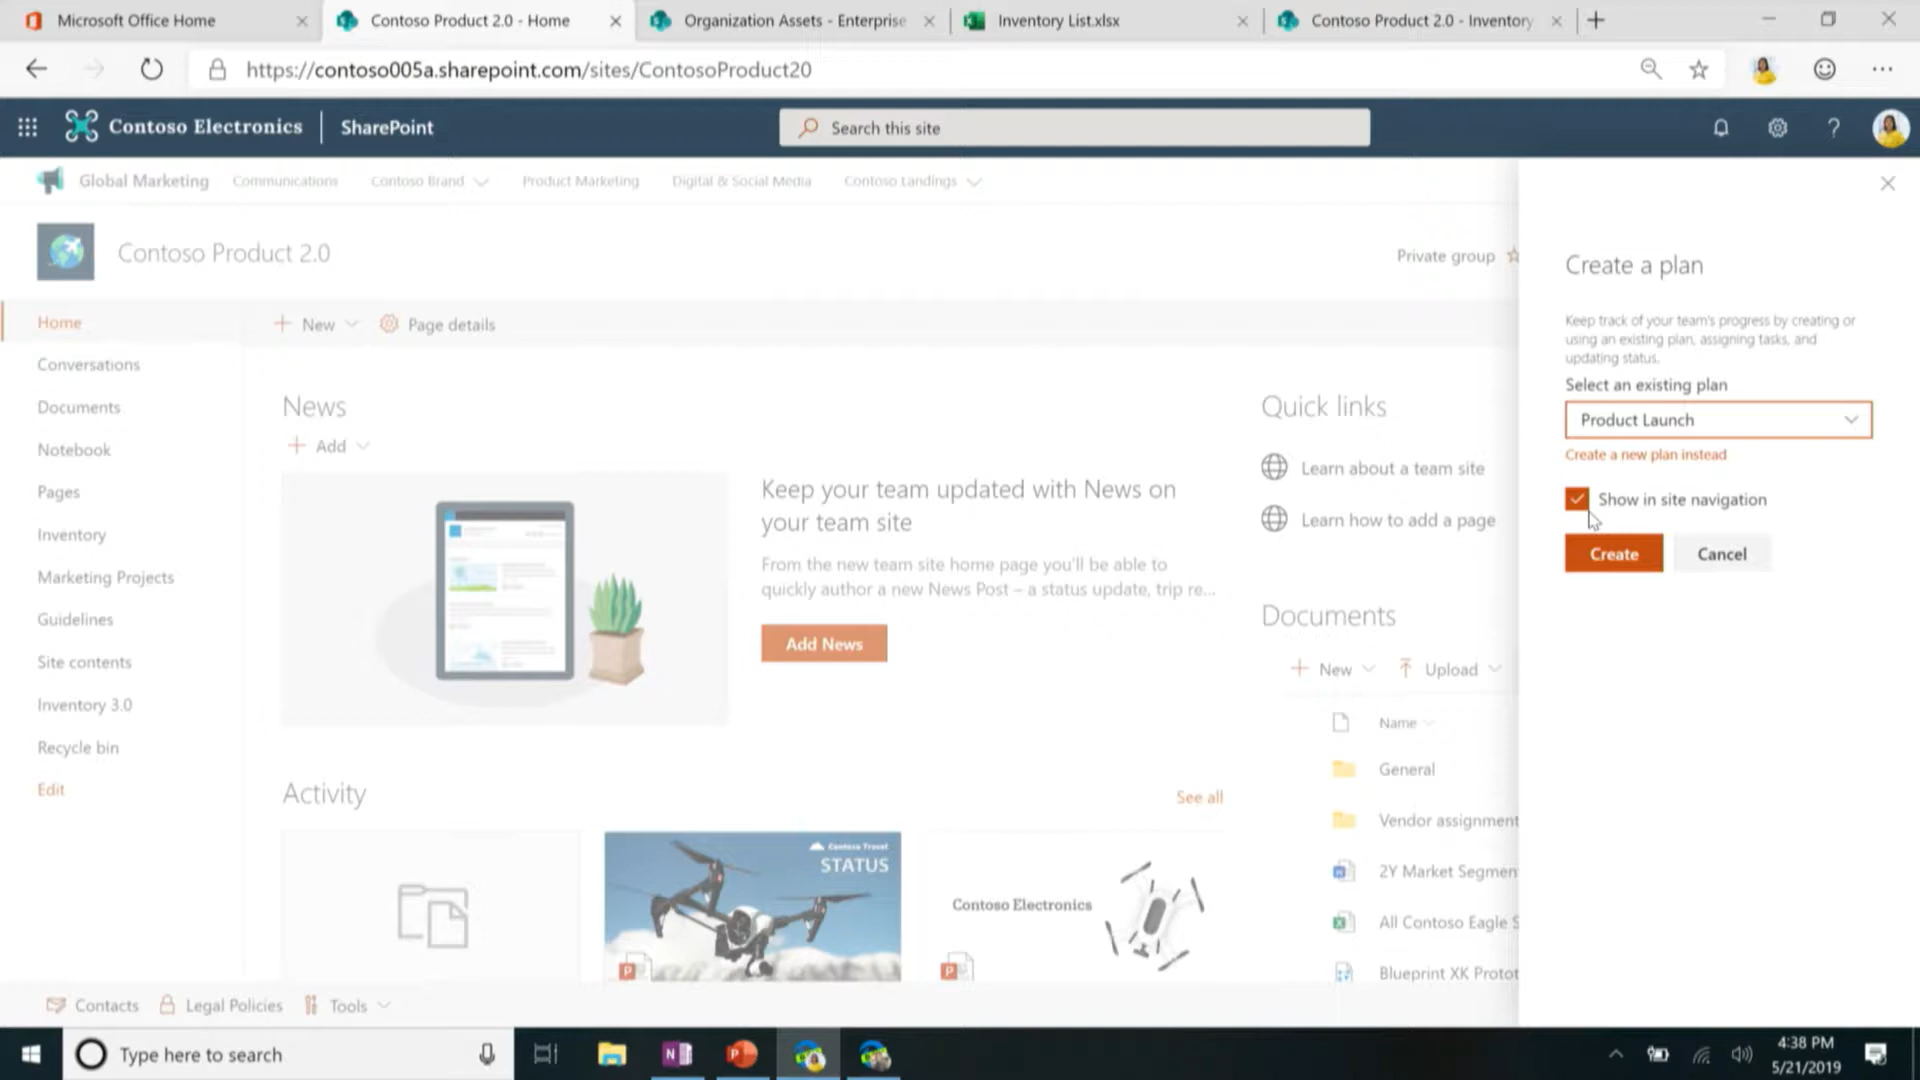 Microsoft Office Home
Contoso Product 2.0 - Home
Organization Assets - Enterprise
Inventory List.xlsx
Contoso Product 2.0 - Inventory
https://contoso005a.sharepoint.com/sites/ContosoProduct20
Contoso Electronics
SharePoint
Search this site
Global Marketing
Communications
Contoso Brand
Product Marketing
Digital & Social Media
Contoso Landings
Contoso Product 2.0
Private group
Home
Conversations
Documents
Notebook
Pages
Inventory
Marketing Projects
Guidelines
Site contents
Inventory 3.0
Recycle bin
Edit
New
Page details
News
Add
Keep your team updated with News on
your team site
From the new team site home page you'll be able to
quickly author a new News Post – a status update, trip re...
Add News
Activity
See all
Contoso Travel
STATUS
Contoso Electronics
Quick links
Learn about a team site
Learn how to add a page
Documents
New
Upload
Name
General
Vendor assignment
2Y Market Segmen
All Contoso Eagle S
Blueprint XK Protot
Create a plan
Keep track of your team's progress by creating or
using an existing plan, assigning tasks, and
updating status.
Select an existing plan
Product Launch
Create a new plan instead
Show in site navigation
Create
Cancel
Contacts
Legal Policies
Tools
Type here to search
4:38 PM
5/21/2019